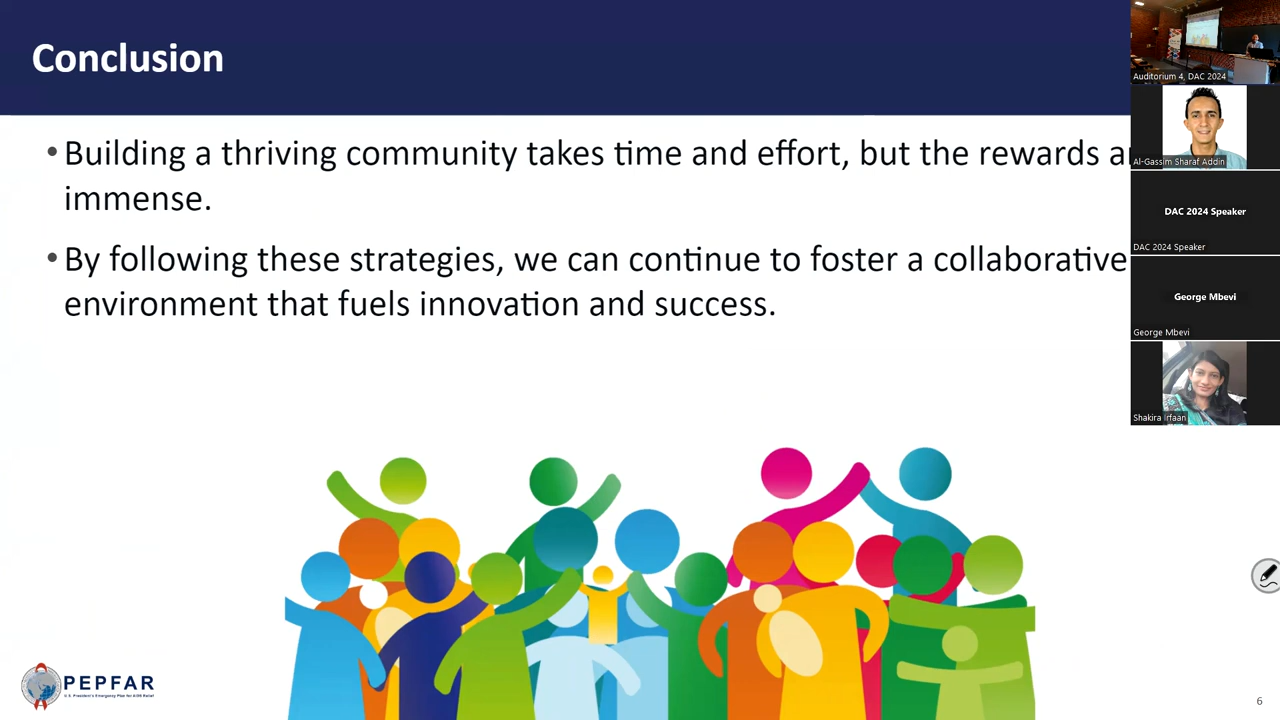 Conclusion
• Building a thriving community takes time and effort, but the rewards
immense.
• By following these strategies, we can continue to foster a collaborative
environment that fuels innovation and success.
Auditorium 4, DAC 2024
Al-Gassim Sharaf Addin
DAC 2024 Speaker
DAC 2024 Speaker
George Mbevi
George Mbevi
Shakira Irfaan
PEPFAR
U.S. President's Emergency Plan for AIDS Relief
6